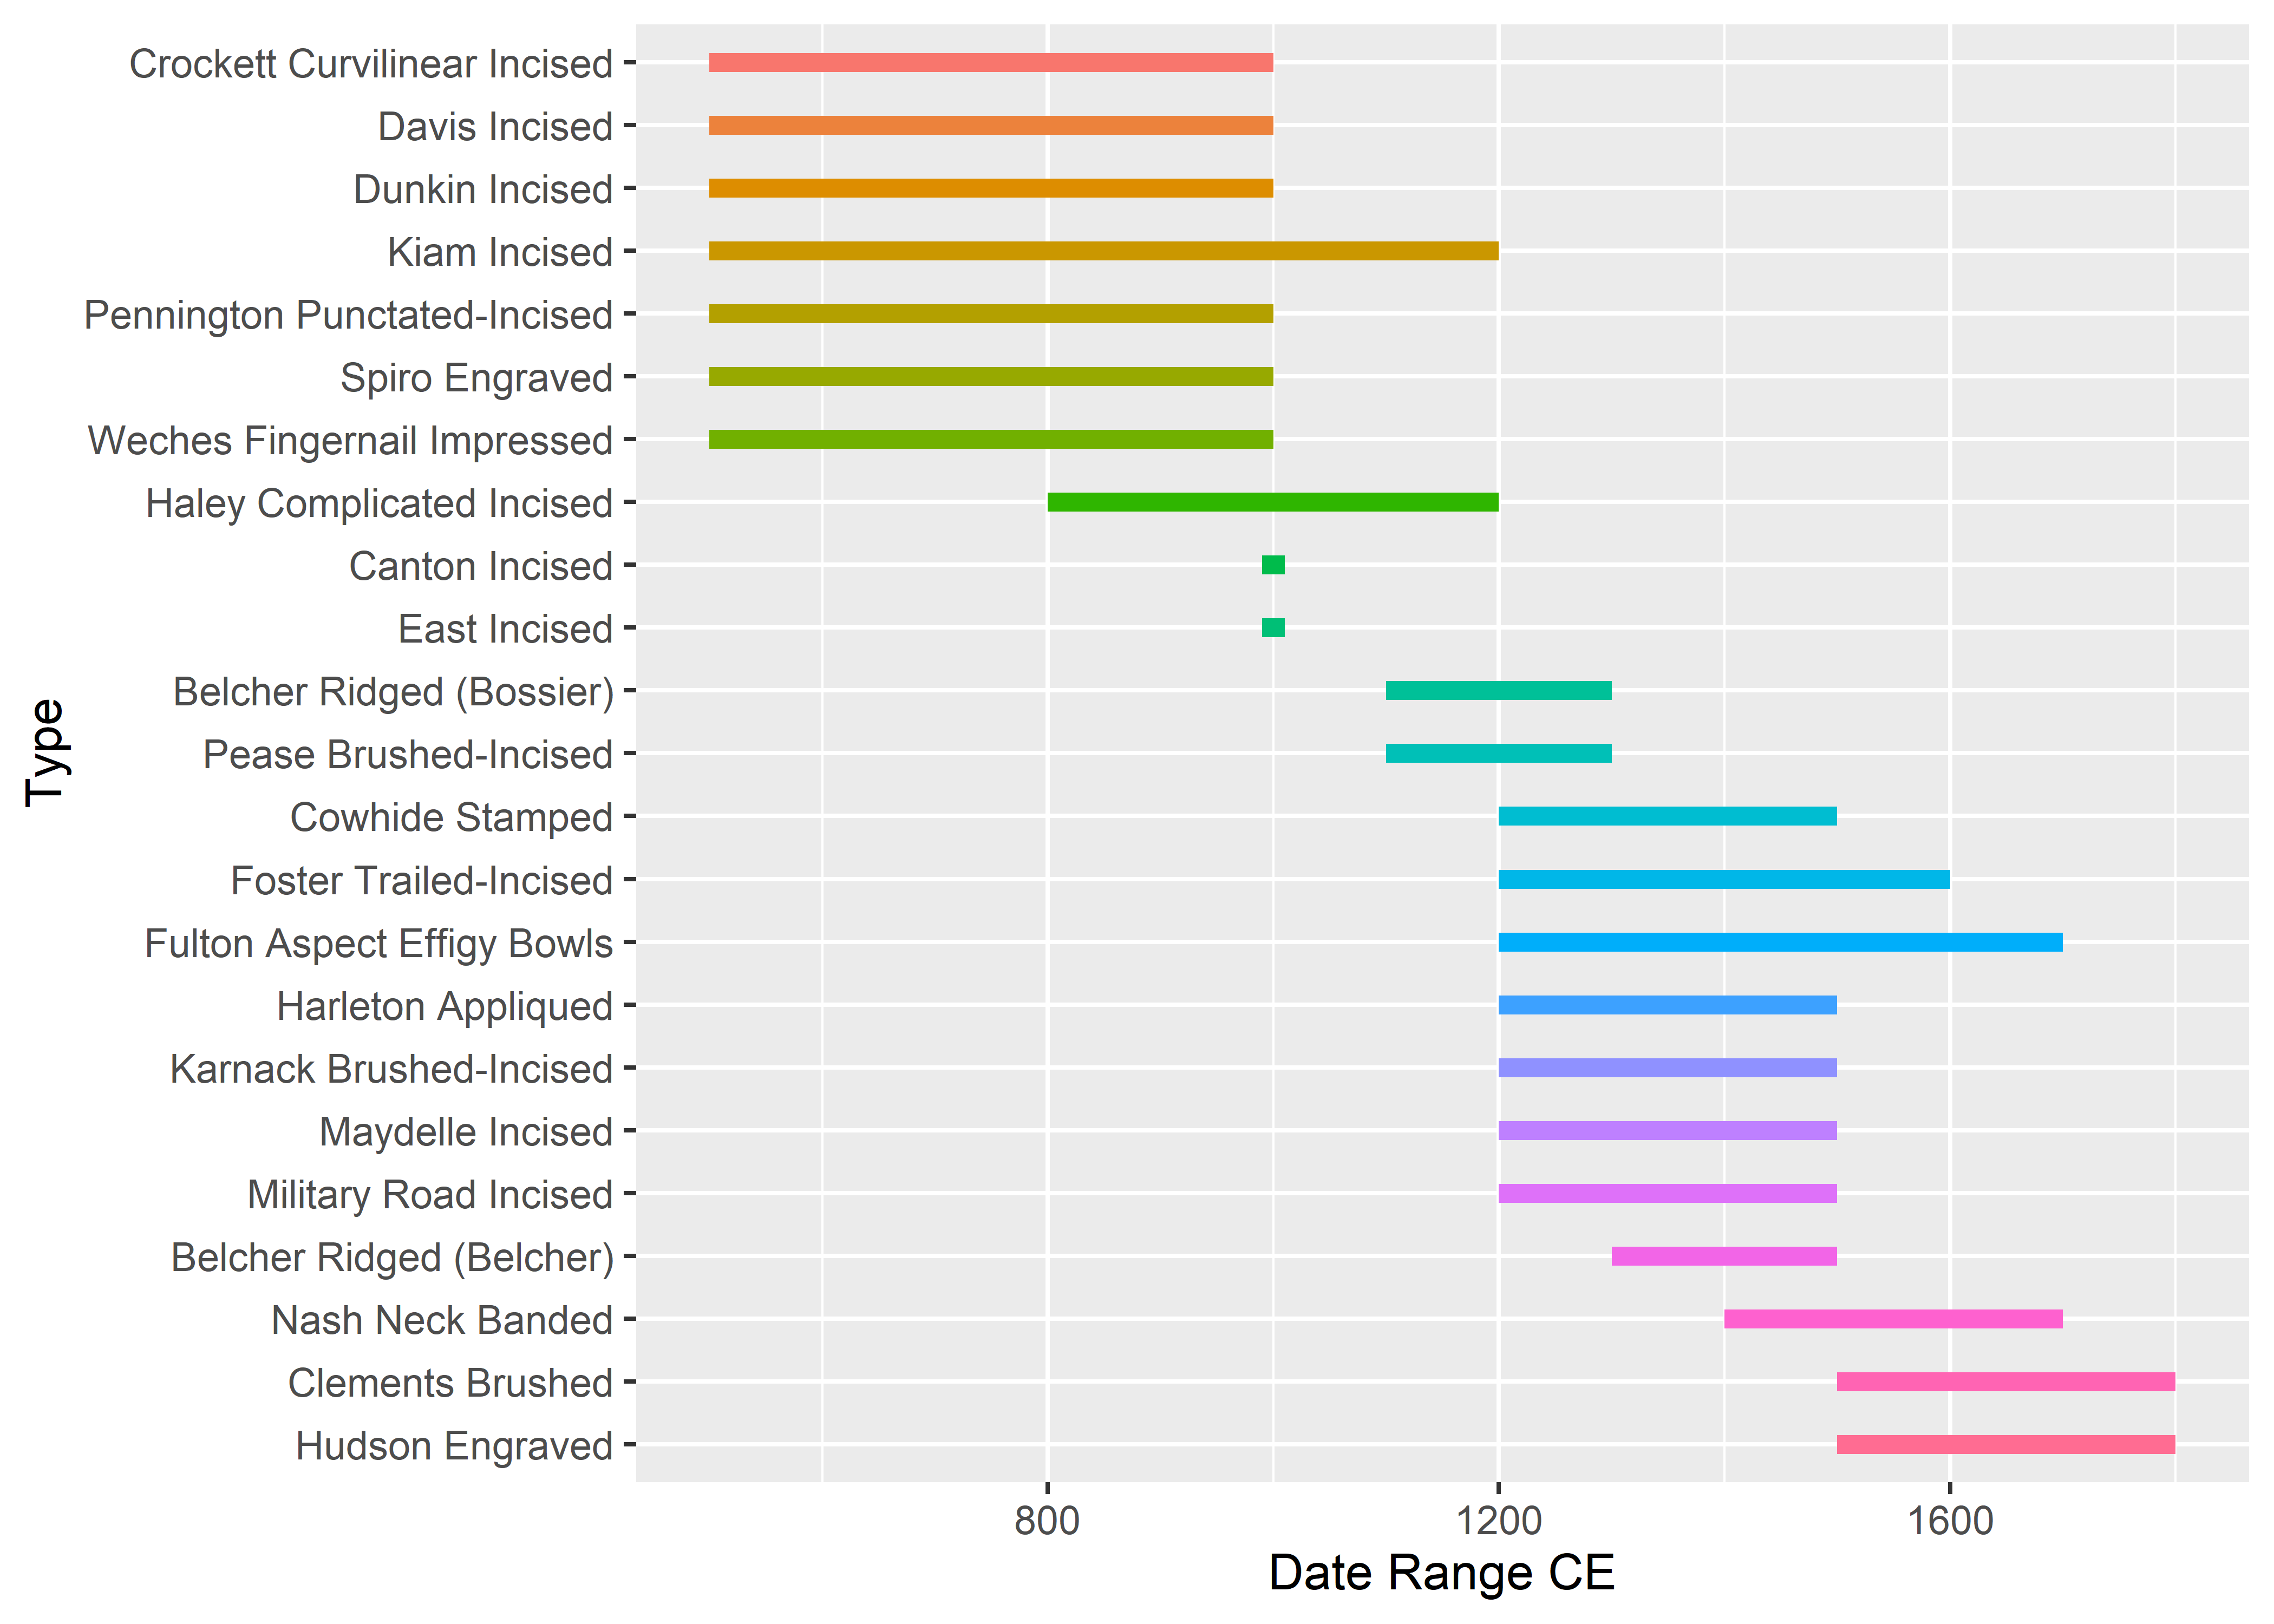 Crockett Curvilinear Incised
Davis Incised
Dunkin Incised
Kiam Incised
Pennington Punctated-Incised
Spiro Engraved
Weches Fingernail Impressed
Haley Complicated Incised
Canton Incised
East Incised
Belcher Ridged (Bossier)
Pease Brushed-Incised
Cowhide Stamped
Foster Trailed-Incised
Fulton Aspect Effigy Bowls
Harleton Appliqued
Karnack Brushed-Incised
Maydelle Incised
Military Road Incised
Belcher Ridged (Belcher)
Nash Neck Banded
Clements Brushed
Hudson Engraved
Type
800 1200 1600
Date Range CE